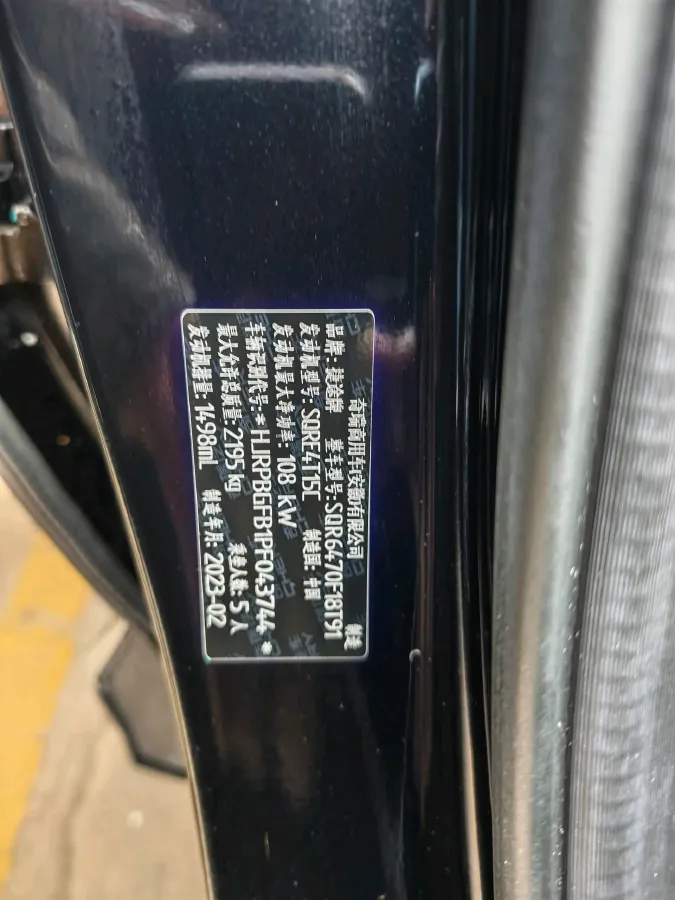 奇瑞商用车(安徽)有限公司 制造
品牌: 捷途牌 整车型号: SQR6470F18T91
发动机型号: SQRE4T15C 制造国: 中国
发动机最大净功率: 108 KW
车辆识别代号: *HJRPBGFB1PF043744*
最大允许总质量: 2195 kg 乘坐人数: 5 人
发动机排量: 1498mL 制造年月: 2023-02